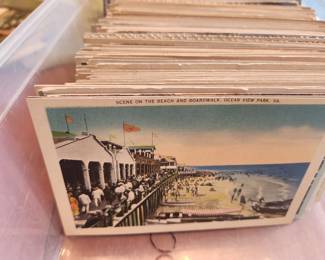 SCENE ON THE BEACH AND BOARDWALK, OCEAN VIEW PARK, VA.